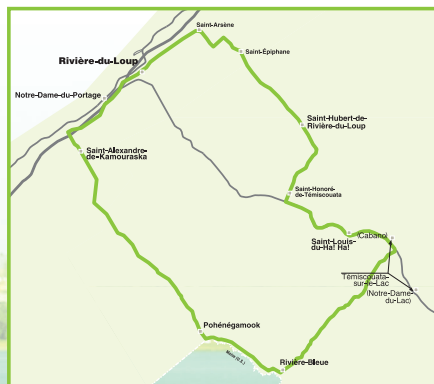 Saint-Arsène
Saint-Épiphane
Rivière-du-Loup
Notre-Dame-du-Portage
Saint-Hubert-de-
Rivière-du-Loup
Saint-Alexandre-
de-Kamouraska
Saint-Honoré-
de-Témiscouata
(Cabano)
Saint-Louis-
du-Ha! Ha!
Témiscouata-
sur-le-Lac
(Notre-Dame-
du-Lac)
Pohénégamook
Maine (U.S.)
Rivière-Bleue